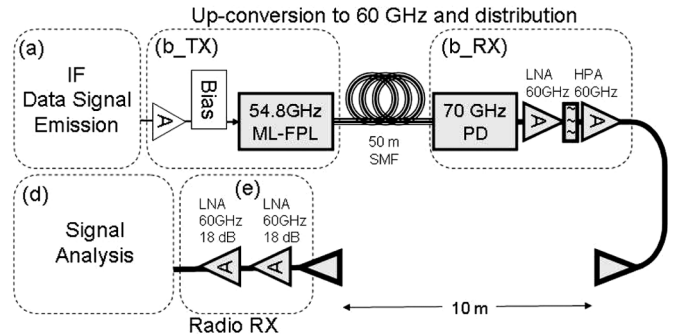 Up-conversion to 60 GHz and distribution
(a)
IF
Data Signal
Emission
(b_TX)
A
Bias
54.8GHz
ML-FPL
50 m
SMF
(b_RX)
70 GHz
PD
LNA
60GHz
A
HPA
60GHz
A
(d)
Signal
Analysis
(e)
LNA
60GHz
18 dB
A
LNA
60GHz
18 dB
A
Radio RX
10 m